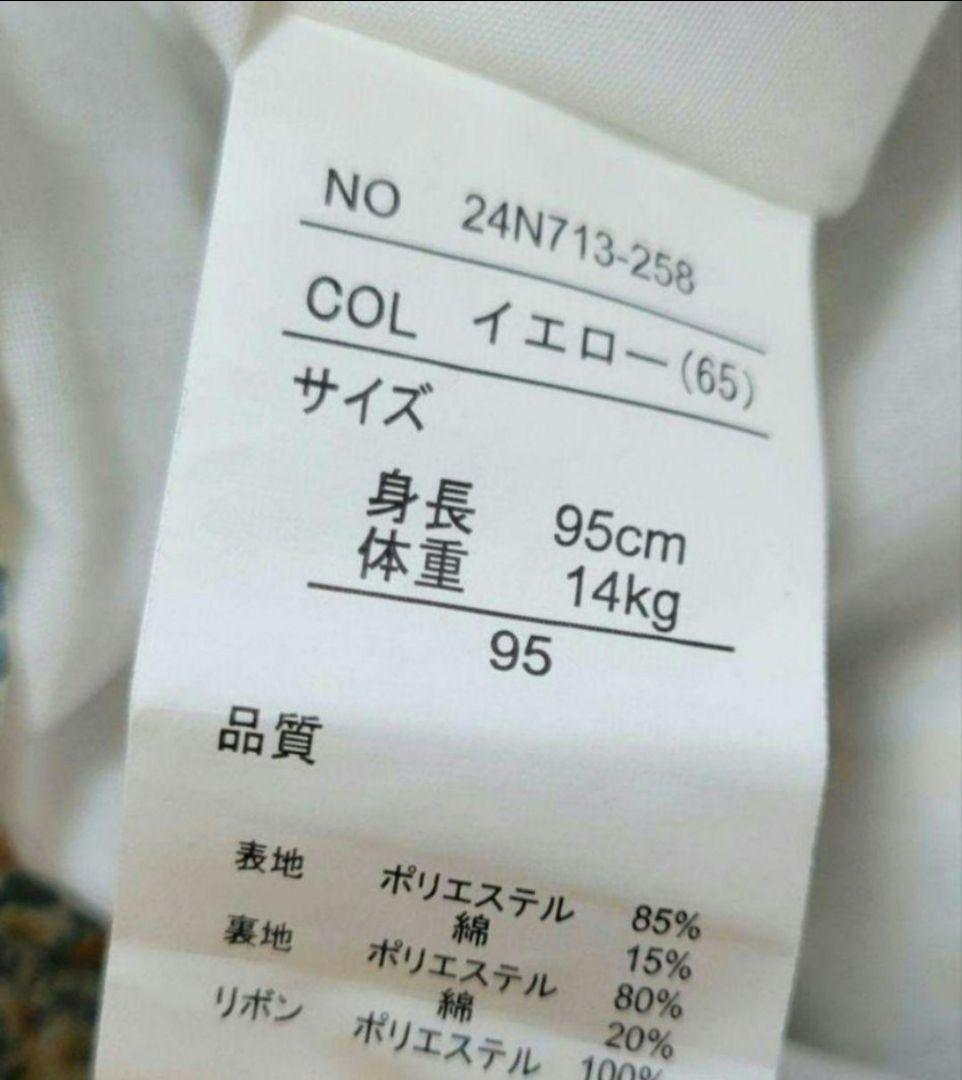 NO 24N713-258
COL イエロー(65)
サイズ
身長 95cm
体重 14kg
95
品質
表地 ポリエステル 85%
綿 15%
裏地 ポリエステル 80%
綿 20%
リボン ポリエステル 100%